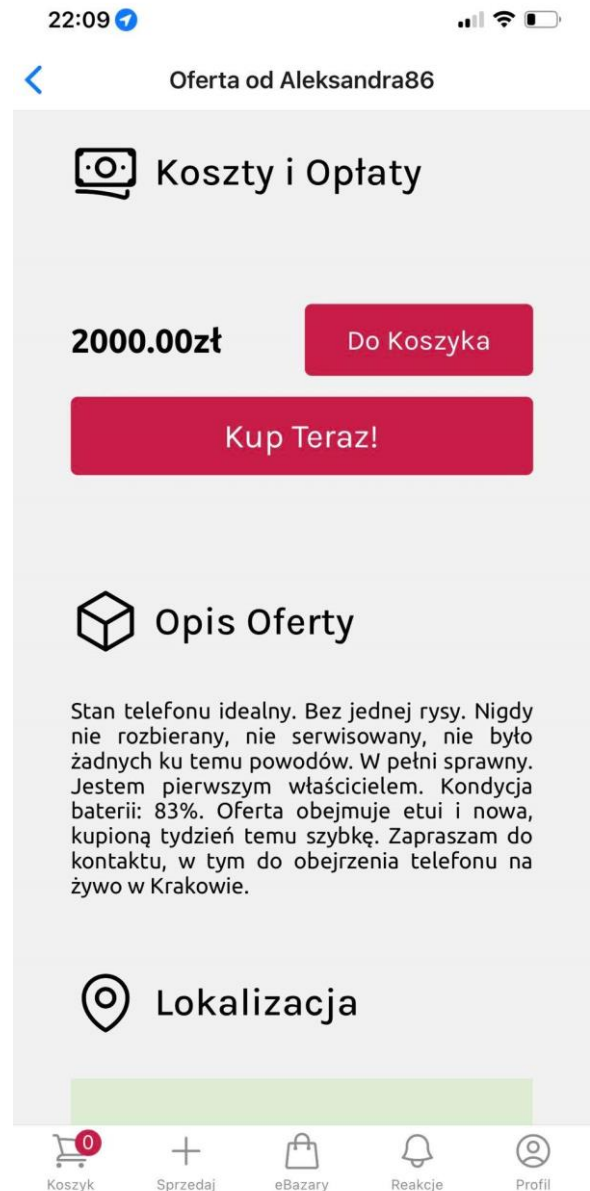 22:09
Oferta od Aleksandra86
Koszty i Opłaty
2000.00zł
Do Koszyka
Kup Teraz!
Opis Oferty
Stan telefonu idealny. Bez jednej rysy. Nigdy
nie rozbierany, nie serwisowany, nie było
żadnych ku temu powodów. W pełni sprawny.
Jestem pierwszym właścicielem. Kondycja
baterii: 83%. Oferta obejmuje etui i nowa,
kupioną tydzień temu szybkę. Zapraszam do
kontaktu, w tym do obejrzenia telefonu na
żywo w Krakowie.
Lokalizacja
0
Koszyk
Sprzedaj
eBazary
Reakcje
Profil